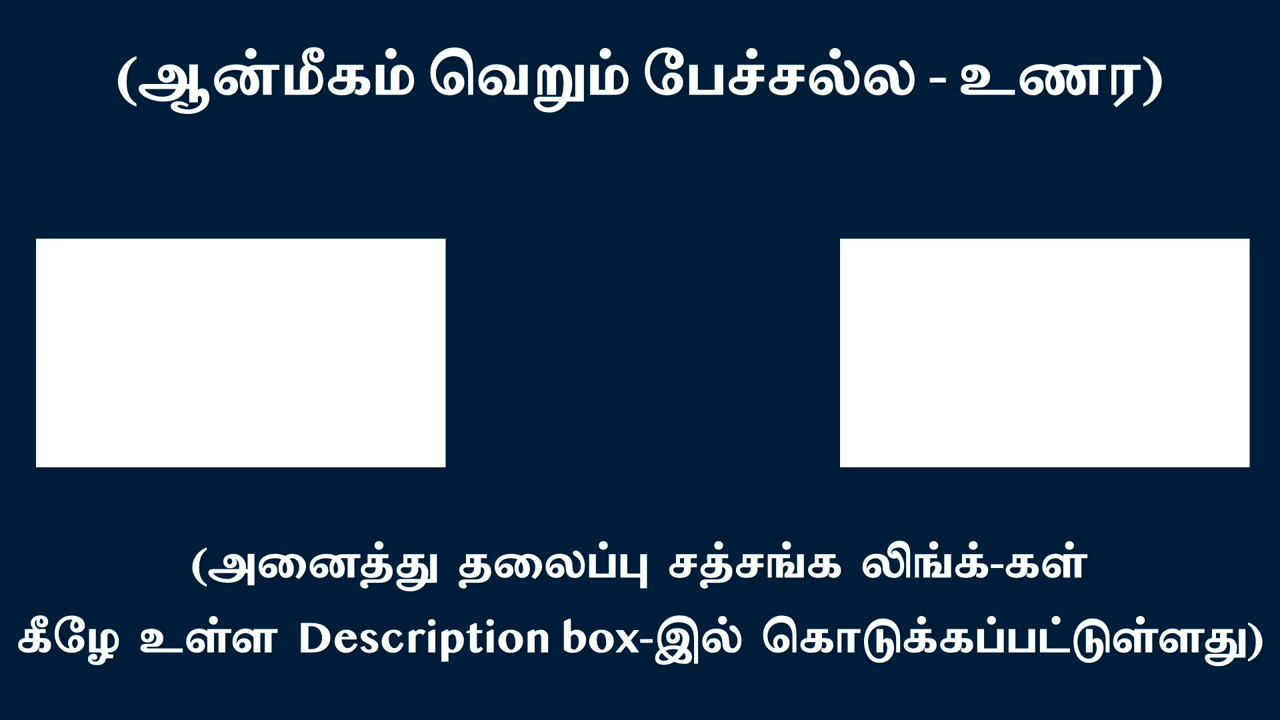 (ஆன்மீகம் வெறும் பேச்சல்ல - உணர)
(அனைத்து தலைப்பு சத்சங்க லிங்க்-கள்
கீழே உள்ள Description box-இல் கொடுக்கப்பட்டுள்ளது)